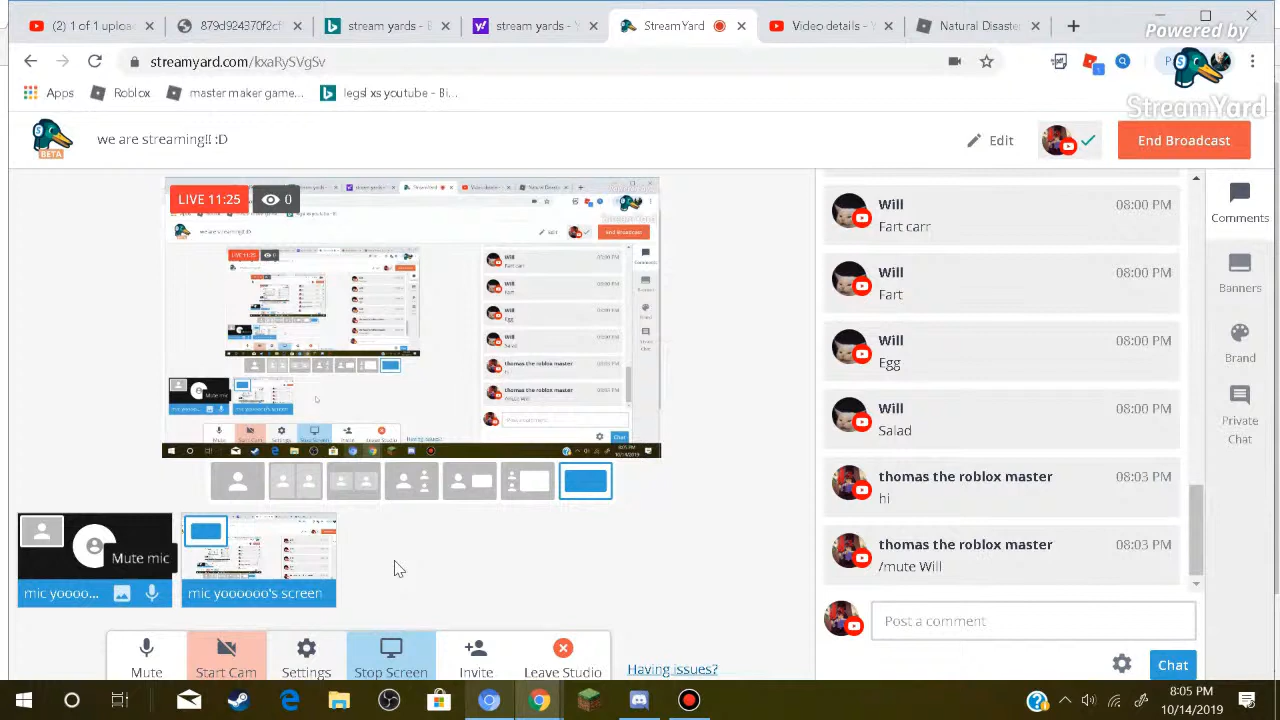 (2) 1 of 1 uploa
879d924370f2cf
stream yards - B
stream yards - Y
StreamYard
Video details -
Natural Disaste
Powered by
streamyard.com/kxaRySVgSv
StreamYard
Apps
Roblox
master maker game...
legsl xs youtube - Bi...
BETA
we are streaming!! :D
Edit
End Broadcast
LIVE 11:25
0
Will
08:00 PM
Will
08:00 PM
Fart
Will
08:00 PM
Egg
08:00 PM
Salad
thomas the roblox master
08:03 PM
hi
thomas the roblox master
08:03 PM
/mute Will
Post a comment
Chat
Comments
Banners
Brand
Private
Chat
Mute mic
mic yoooo...
mic yoooooo's screen
Mute
Start Cam
Settings
Stop Screen
Invite
Leave Studio
Having issues?
8:05 PM
10/14/2019